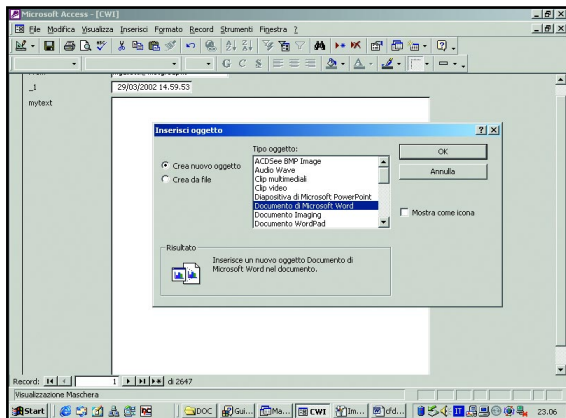 Microsoft Access - [CWI]
File Modifica Visualizza Inserisci Formato Record Strumenti Finestra ?
G C S
_1 29/03/2002 14.59.53
mytext
Inserisci oggetto
Tipo oggetto:
Crea nuovo oggetto
Crea da file
ACDSee BMP Image
Audio Wave
Clip multimediali
Clip video
Diapositiva di Microsoft PowerPoint
Documento di Microsoft Word
Documento Imaging
Documento WordPad
OK
Annulla
Mostra come icona
Risultato
Inserisce un nuovo oggetto Documento di
Microsoft Word nel documento.
Record: 1 di 2647
Visualizzazione Maschera
Start DOC Gui... Ma... CWI Im... dfd... IT 23.06